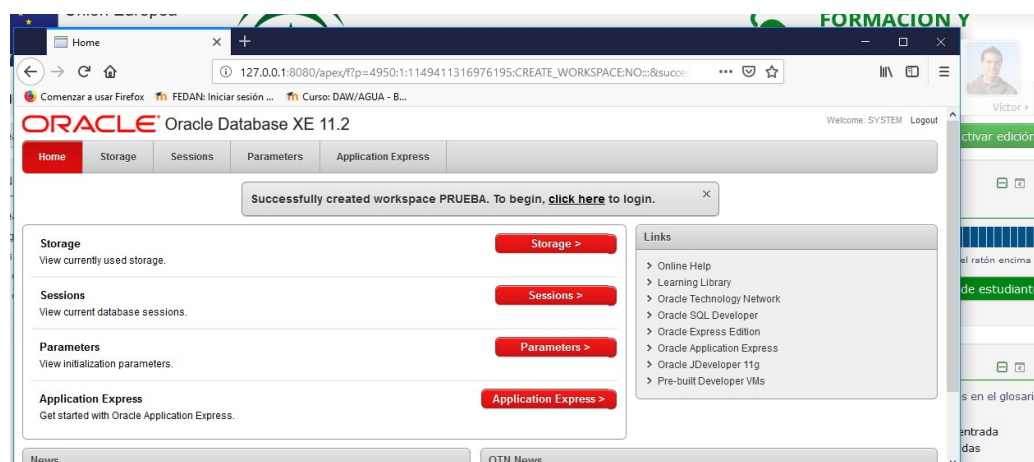 Unión Europea
FORMACIÓN Y
Home
127.0.0.1:8080/apex/f?p=4950:1:1149411316976195:CREATE_WORKSPACE:NO:::&succes
Comenzar a usar Firefox
FEDAN: Iniciar sesión ...
Curso: DAW/AGUA - B...
ORACLE Oracle Database XE 11.2
Welcome: SYSTEM Logout
Home
Storage
Sessions
Parameters
Application Express
Successfully created workspace PRUEBA. To begin, click here to login.
Storage
View currently used storage.
Storage >
Sessions
View current database sessions.
Sessions >
Parameters
View initialization parameters.
Parameters >
Application Express
Get started with Oracle Application Express.
Application Express >
Links
> Online Help
> Learning Library
> Oracle Technology Network
> Oracle SQL Developer
> Oracle Express Edition
> Oracle Application Express
> Oracle JDeveloper 11g
> Pre-built Developer VMs
News
OTN News
Víctor
ctivar edición
el ratón encima
de estudiant
s en el glosari
entrada
das